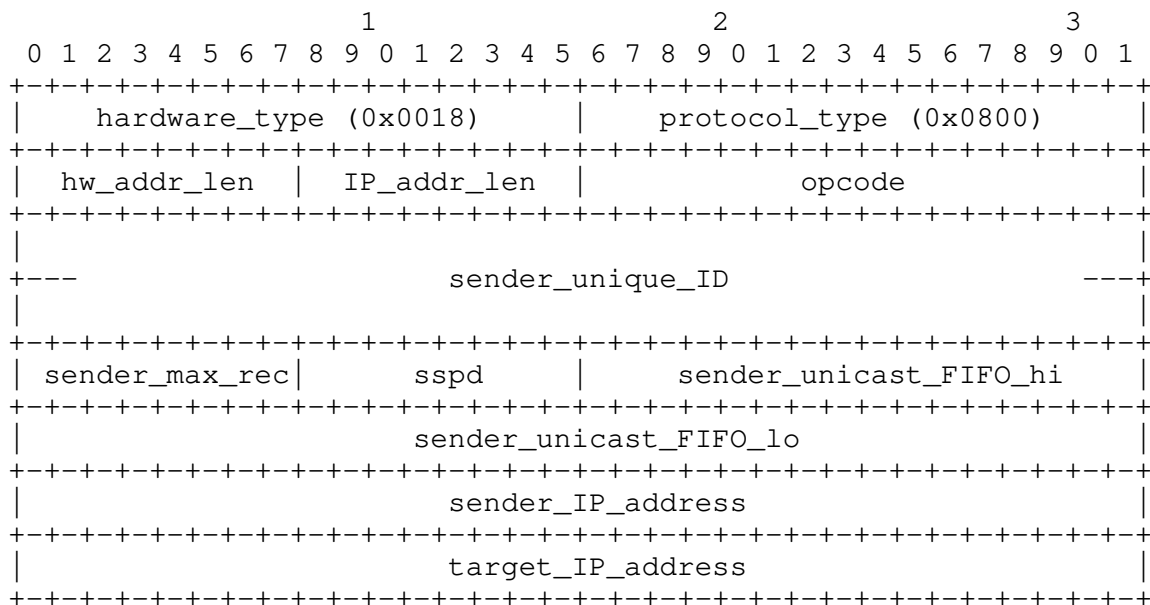 1                   2                   3
 0 1 2 3 4 5 6 7 8 9 0 1 2 3 4 5 6 7 8 9 0 1 2 3 4 5 6 7 8 9 0 1
+-+-+-+-+-+-+-+-+-+-+-+-+-+-+-+-+-+-+-+-+-+-+-+-+-+-+-+-+-+-+-+-+
|    hardware_type (0x0018)     |    protocol_type (0x0800)     |
+-+-+-+-+-+-+-+-+-+-+-+-+-+-+-+-+-+-+-+-+-+-+-+-+-+-+-+-+-+-+-+-+
|  hw_addr_len  |  IP_addr_len  |            opcode             |
+-+-+-+-+-+-+-+-+-+-+-+-+-+-+-+-+-+-+-+-+-+-+-+-+-+-+-+-+-+-+-+-+
|                                                               |
+---                     sender_unique_ID                    ---+
|                                                               |
+-+-+-+-+-+-+-+-+-+-+-+-+-+-+-+-+-+-+-+-+-+-+-+-+-+-+-+-+-+-+-+-+
| sender_max_rec|      sspd     |     sender_unicast_FIFO_hi    |
+-+-+-+-+-+-+-+-+-+-+-+-+-+-+-+-+-+-+-+-+-+-+-+-+-+-+-+-+-+-+-+-+
|                      sender_unicast_FIFO_lo                   |
+-+-+-+-+-+-+-+-+-+-+-+-+-+-+-+-+-+-+-+-+-+-+-+-+-+-+-+-+-+-+-+-+
|                        sender_IP_address                      |
+-+-+-+-+-+-+-+-+-+-+-+-+-+-+-+-+-+-+-+-+-+-+-+-+-+-+-+-+-+-+-+-+
|                        target_IP_address                      |
+-+-+-+-+-+-+-+-+-+-+-+-+-+-+-+-+-+-+-+-+-+-+-+-+-+-+-+-+-+-+-+-+